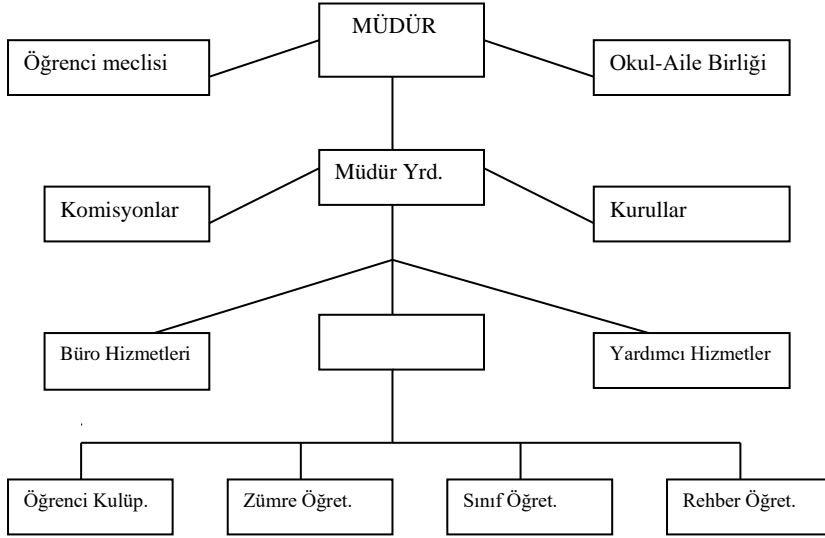 MÜDÜR
Öğrenci meclisi
Okul-Aile Birliği
Müdür Yrd.
Komisyonlar
Kurullar
Büro Hizmetleri
Yardımcı Hizmetler
Öğrenci Kulüp.
Zümre Öğret.
Sınıf Öğret.
Rehber Öğret.